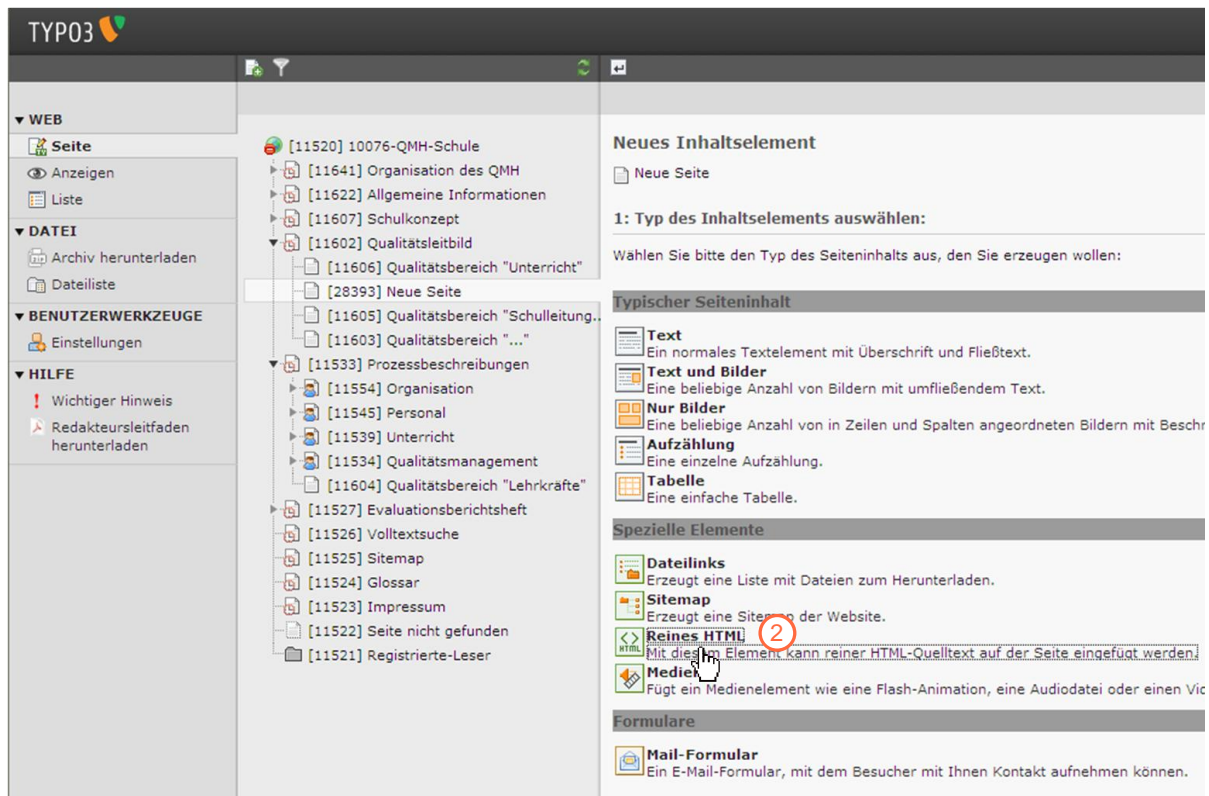 TYPO3
WEB
Seite
Anzeigen
Liste
DATEI
Archiv herunterladen
Dateiliste
BENUTZERWERKZEUGE
Einstellungen
HILFE
Wichtiger Hinweis
Redakteursleitfaden
herunterladen
[11520] 10076-QMH-Schule
[11641] Organisation des QMH
[11622] Allgemeine Informationen
[11607] Schulkonzept
[11602] Qualitätsleitbild
[11606] Qualitätsbereich "Unterricht"
[28393] Neue Seite
[11605] Qualitätsbereich "Schulleitung..
[11603] Qualitätsbereich "..."
[11533] Prozessbeschreibungen
[11554] Organisation
[11545] Personal
[11539] Unterricht
[11534] Qualitätsmanagement
[11604] Qualitätsbereich "Lehrkräfte"
[11527] Evaluationsberichtsheft
[11526] Volltextsuche
[11525] Sitemap
[11524] Glossar
[11523] Impressum
[11522] Seite nicht gefunden
[11521] Registrierte-Leser
Neues Inhaltselement
Neue Seite
1: Typ des Inhaltselements auswählen:
Wählen Sie bitte den Typ des Seiteninhalts aus, den Sie erzeugen wollen:
Typischer Seiteninhalt
Text
Ein normales Textelement mit Überschrift und Fließtext.
Text und Bilder
Eine beliebige Anzahl von Bildern mit umfließendem Text.
Nur Bilder
Eine beliebige Anzahl von in Zeilen und Spalten angeordneten Bildern mit Beschr
Aufzählung
Eine einzelne Aufzählung.
Tabelle
Eine einfache Tabelle.
Spezielle Elemente
Dateilinks
Erzeugt eine Liste mit Dateien zum Herunterladen.
Sitemap
Erzeugt eine Sitemap der Website.
HTML
Reines HTML 2
Mit diesem Element kann reiner HTML-Quelltext auf der Seite eingefügt werden.
Medien
Fügt ein Medienelement wie eine Flash-Animation, eine Audiodatei oder einen Vid
Formulare
Mail-Formular
Ein E-Mail-Formular, mit dem Besucher mit Ihnen Kontakt aufnehmen können.